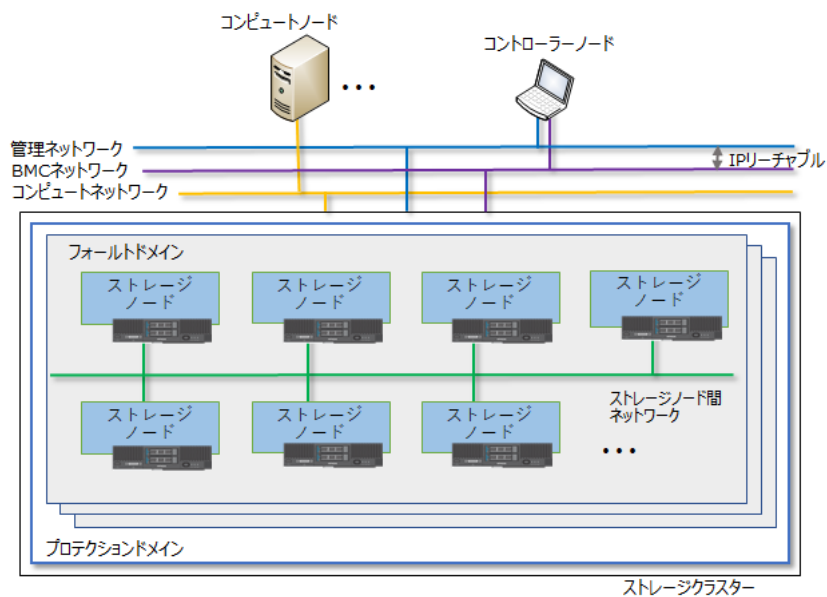 コンピュートノード
・・・
コントローラーノード
管理ネットワーク
BMCネットワーク
コンピュートネットワーク
IPリーチャブル
フォールトドメイン
ストレージ
ノード
ストレージ
ノード
ストレージ
ノード
ストレージ
ノード
ストレージノード間
ネットワーク
ストレージ
ノード
ストレージ
ノード
ストレージ
ノード
・・・
プロテクションドメイン
ストレージクラスター